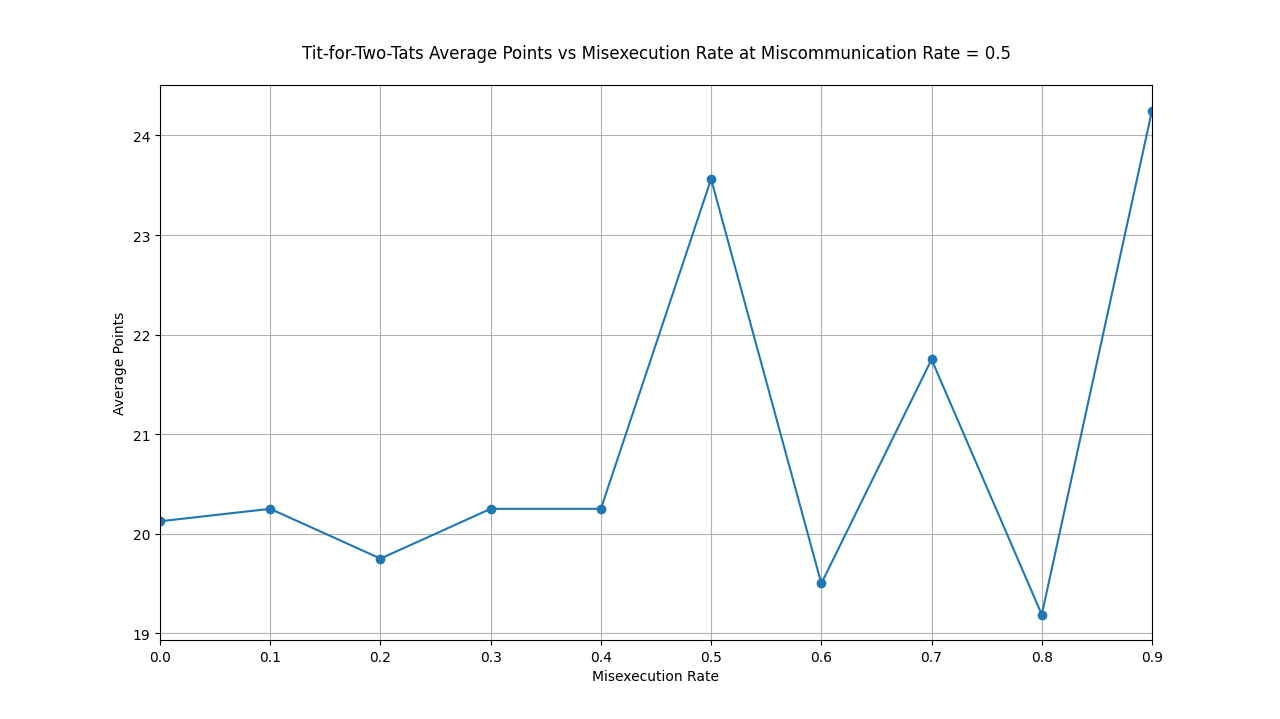 Tit-for-Two-Tats Average Points vs Misexecution Rate at Miscommunication Rate = 0.5
24
23
22
21
20
19
Average Points
0.0 0.1 0.2 0.3 0.4 0.5 0.6 0.7 0.8 0.9
Misexecution Rate